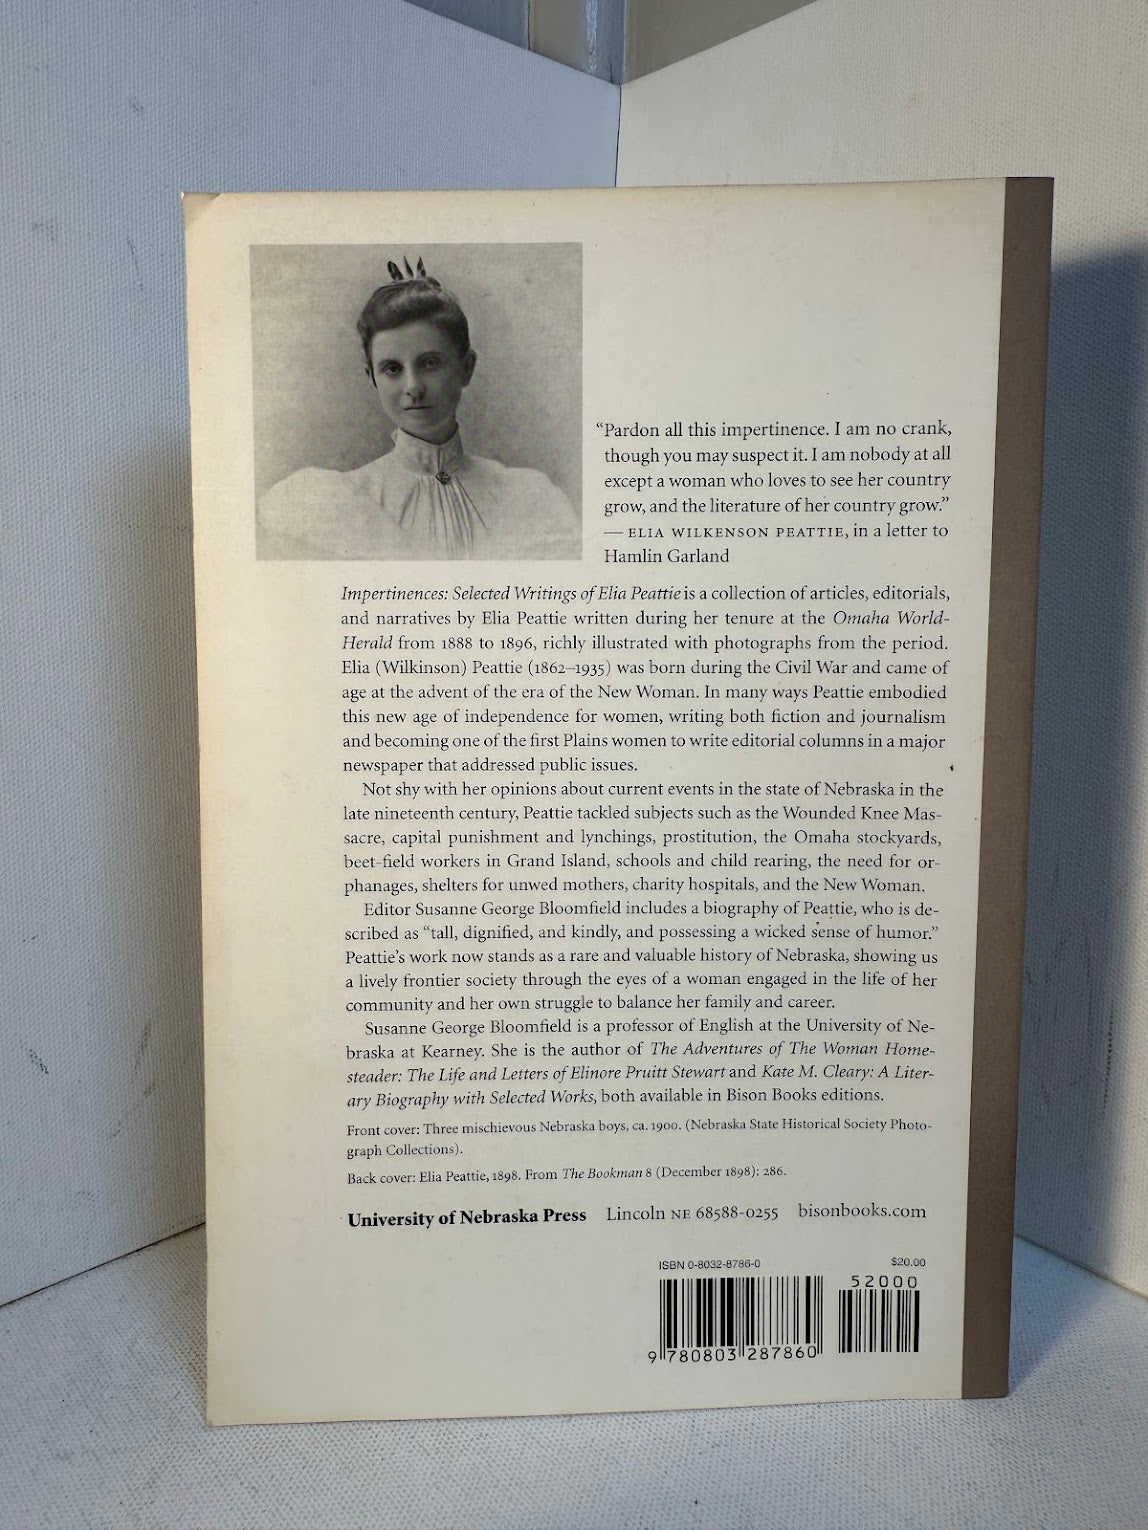 “Pardon all this impertinence. I am no crank,
though you may suspect it. I am nobody at all
except a woman who loves to see her country
grow, and the literature of her country grow.”
— ELIA WILKENSON PEATTIE, in a letter to
Hamlin Garland
Impertinences: Selected Writings of Elia Peattie is a collection of articles, editorials,
and narratives by Elia Peattie written during her tenure at the Omaha World-
Herald from 1888 to 1896, richly illustrated with photographs from the period.
Elia (Wilkinson) Peattie (1862–1935) was born during the Civil War and came of
age at the advent of the era of the New Woman. In many ways Peattie embodied
this new age of independence for women, writing both fiction and journalism
and becoming one of the first Plains women to write editorial columns in a major
newspaper that addressed public issues.
Not shy with her opinions about current events in the state of Nebraska in the
late nineteenth century, Peattie tackled subjects such as the Wounded Knee Mas-
sacre, capital punishment and lynchings, prostitution, the Omaha stockyards,
beet-field workers in Grand Island, schools and child rearing, the need for or-
phanages, shelters for unwed mothers, charity hospitals, and the New Woman.
Editor Susanne George Bloomfield includes a biography of Peattie, who is de-
scribed as “tall, dignified, and kindly, and possessing a wicked sense of humor.”
Peattie’s work now stands as a rare and valuable history of Nebraska, showing us
a lively frontier society through the eyes of a woman engaged in the life of her
community and her own struggle to balance her family and career.
Susanne George Bloomfield is a professor of English at the University of Ne-
braska at Kearney. She is the author of The Adventures of The Woman Home-
steader: The Life and Letters of Elinore Pruitt Stewart and Kate M. Cleary: A Liter-
ary Biography with Selected Works, both available in Bison Books editions.
Front cover: Three mischievous Nebraska boys, ca. 1900. (Nebraska State Historical Society Photo-
graph Collections).
Back cover: Elia Peattie, 1898. From The Bookman 8 (December 1898): 286.
University of Nebraska Press Lincoln NE 68588-0255 bisonbooks.com
ISBN 0-8032-8786-0 $20.00
52000
9 780803 287860